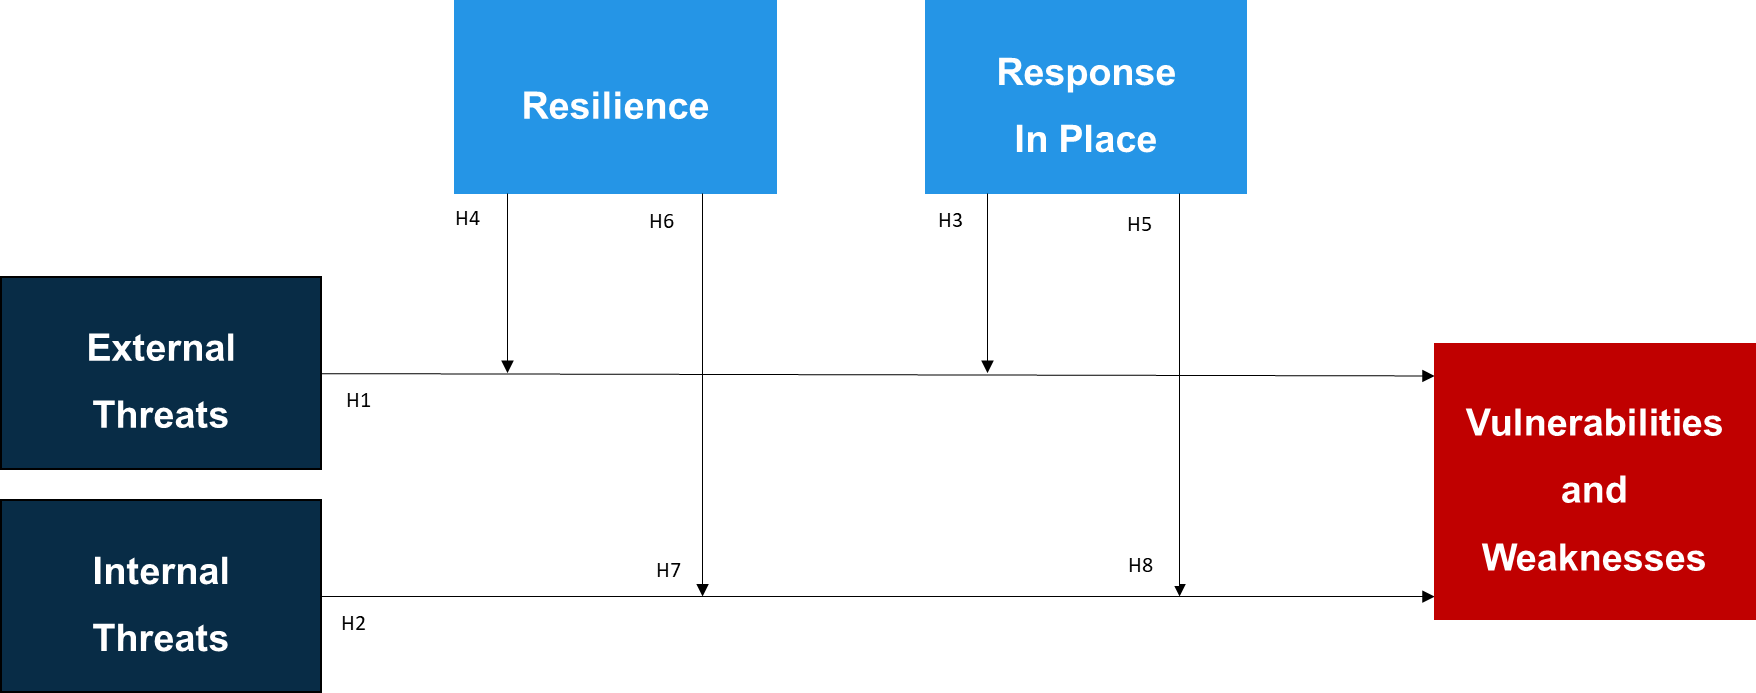 Resilience
Response
In Place
H4
H6
H3
H5
External
Threats
H1
Vulnerabilities
and
Weaknesses
Internal
Threats
H7
H8
H2